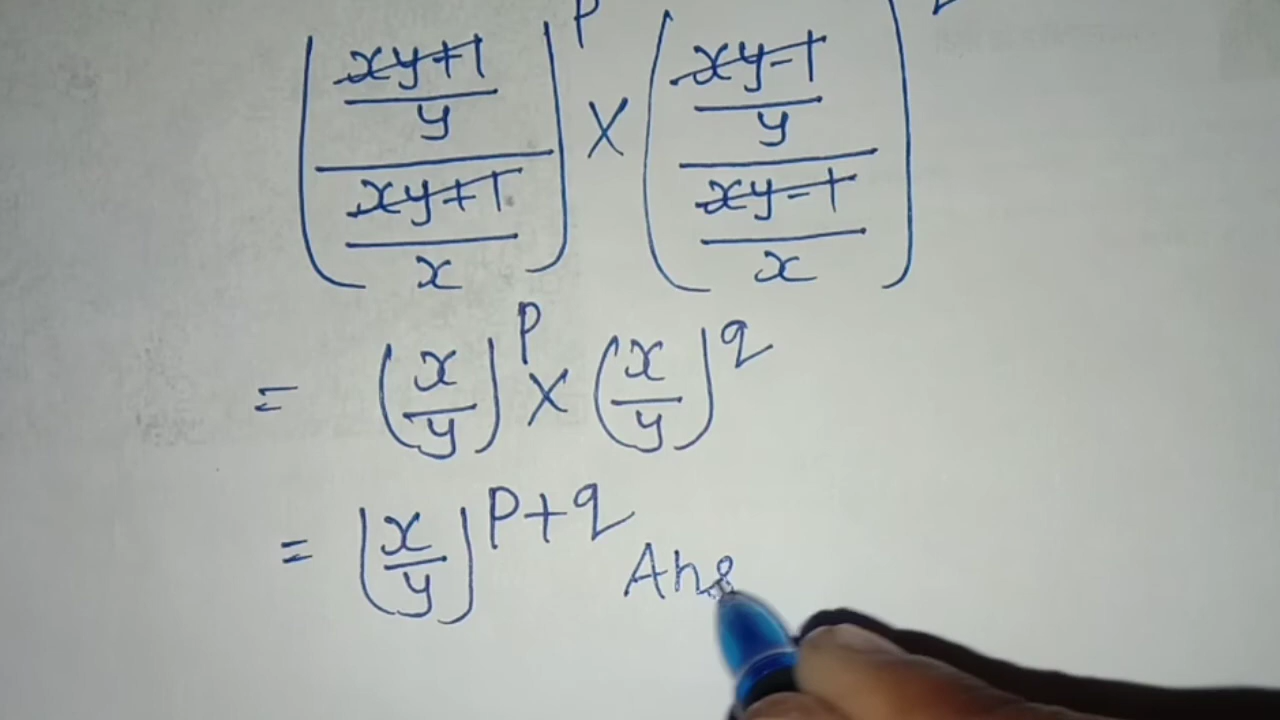 ((xy+1/y)/(xy+1/x))^p × ((xy-1/y)/(xy-1/x))
= (x/y)^p × (x/y)^q
= (x/y)^p+q Ans